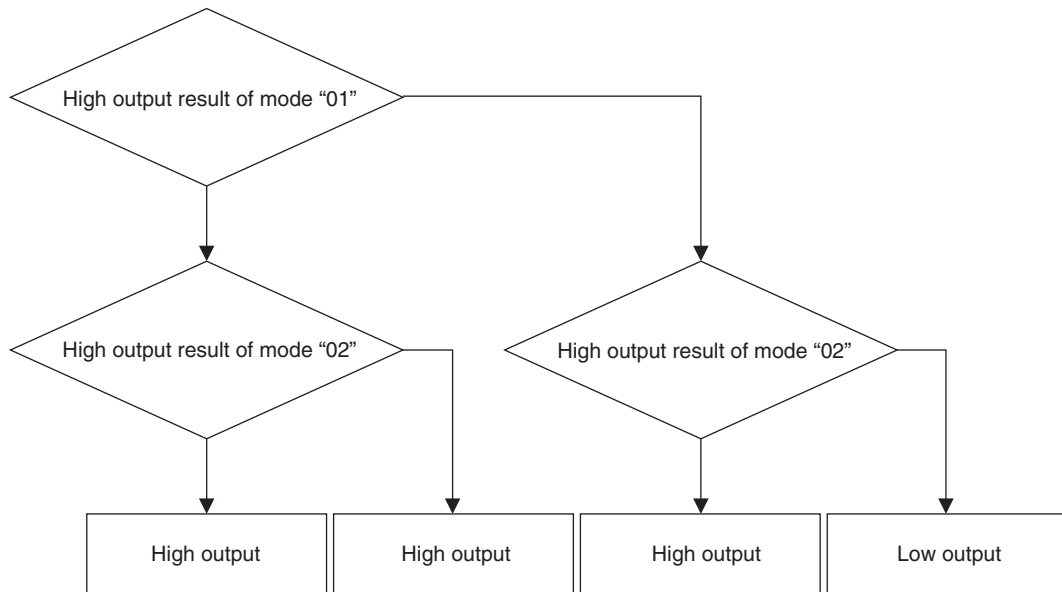 High output result of mode “01”
High output result of mode “02”
High output result of mode “02”
High output
High output
High output
Low output